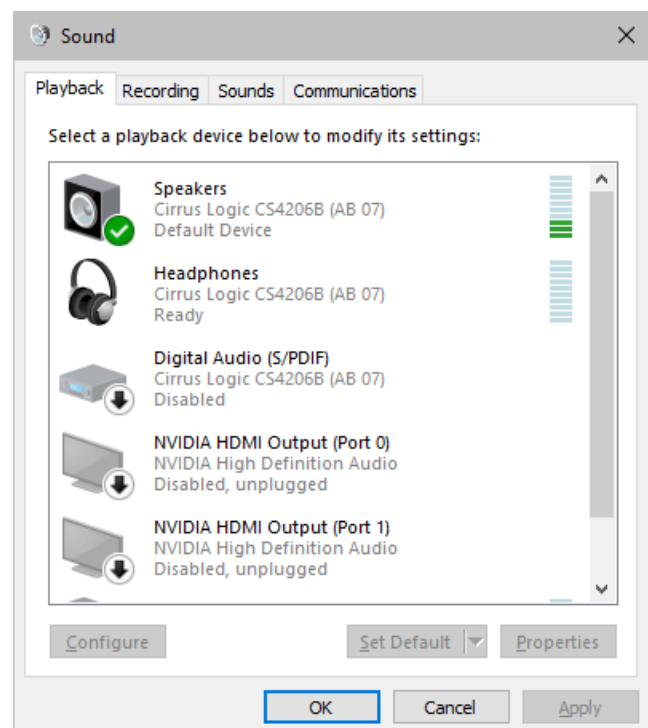 Sound
Playback Recording Sounds Communications
Select a playback device below to modify its settings:
Speakers
Cirrus Logic CS4206B (AB 07)
Default Device
Headphones
Cirrus Logic CS4206B (AB 07)
Ready
Digital Audio (S/PDIF)
Cirrus Logic CS4206B (AB 07)
Disabled
NVIDIA HDMI Output (Port 0)
NVIDIA High Definition Audio
Disabled, unplugged
NVIDIA HDMI Output (Port 1)
NVIDIA High Definition Audio
Disabled, unplugged
Configure Set Default Properties
OK Cancel Apply